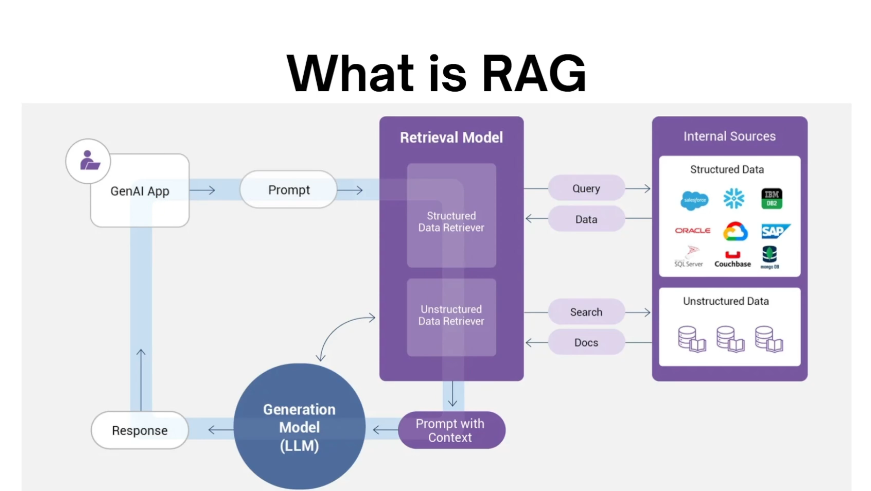 What is RAG
GenAI App
Prompt
Retrieval Model
Structured
Data Retriever
Unstructured
Data Retriever
Query
Data
Search
Docs
Internal Sources
Structured Data
salesforce
IBM
DB2
ORACLE
SAP
SQL Server
Couchbase
mongo DB
Unstructured Data
Generation
Model
(LLM)
Prompt with
Context
Response